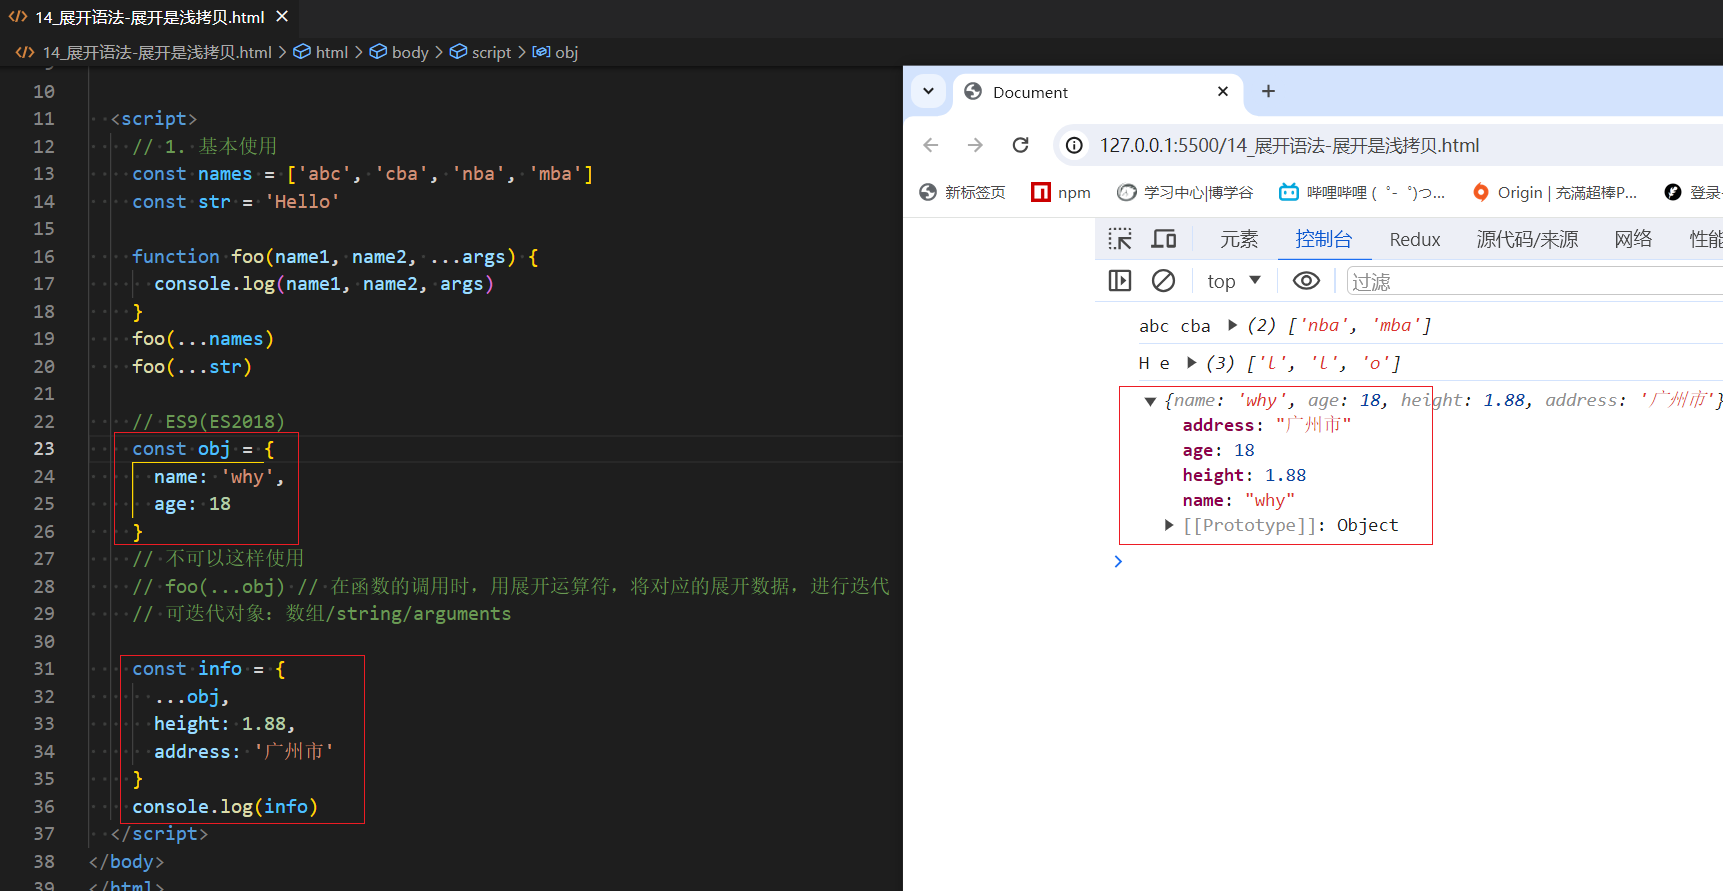 14_展开语法-展开是浅拷贝.html
14_展开语法-展开是浅拷贝.html > html > body > script > obj
10
11 <script>
12 // 1. 基本使用
13 const names = ['abc', 'cba', 'nba', 'mba']
14 const str = 'Hello'
15
16 function foo(name1, name2, ...args) {
17 console.log(name1, name2, args)
18 }
19 foo(...names)
20 foo(...str)
21
22 // ES9(ES2018)
23 const obj = {
24 name: 'why',
25 age: 18
26 }
27 // 不可以这样使用
28 // foo(...obj) // 在函数的调用时, 用展开运算符, 将对应的展开数据, 进行迭代
29 // 可迭代对象: 数组/string/arguments
30
31 const info = {
32 ...obj,
33 height: 1.88,
34 address: '广州市'
35 }
36 console.log(info)
37 </script>
38 </body>
39 </html>
Document
127.0.0.1:5500/14_展开语法-展开是浅拷贝.html
新标签页 npm 学习中心|博学谷 哔哩哔哩 (゜-゜)つ... Origin | 充满超棒P... 登录
元素 控制台 Redux 源代码/来源 网络 性能
top 过滤
abc cba (2) ['nba', 'mba']
H e (3) ['l', 'l', 'o']
{name: 'why', age: 18, height: 1.88, address: '广州市'}
address: "广州市"
age: 18
height: 1.88
name: "why"
[[Prototype]]: Object